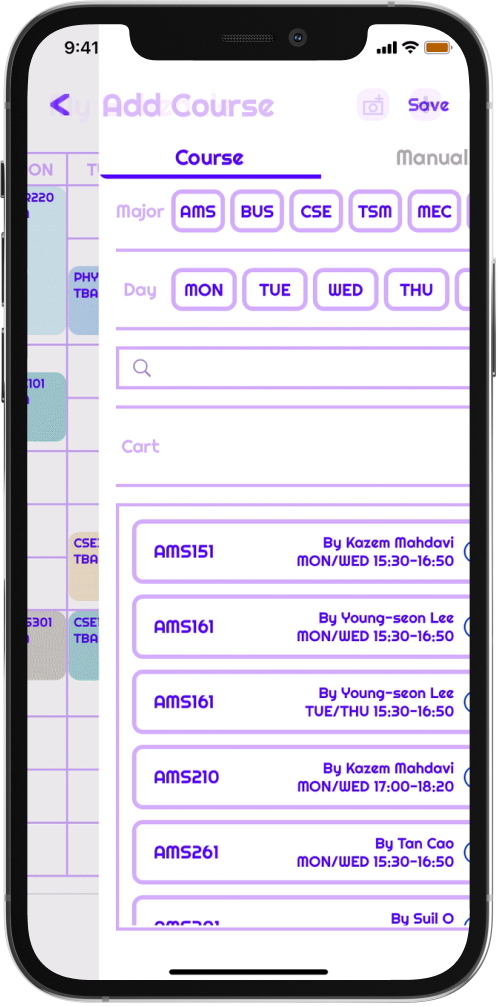 9:41
Add Course
Save
Course
Manual
Major
AMS
BUS
CSE
TSM
MEC
Day
MON
TUE
WED
THU
Cart
AMS151
By Kazem Mahdavi
MON/WED 15:30-16:50
AMS161
By Young-seon Lee
MON/WED 15:30-16:50
AMS161
By Young-seon Lee
TUE/THU 15:30-16:50
AMS210
By Kazem Mahdavi
MON/WED 17:00-18:20
AMS261
By Tan Cao
MON/WED 15:30-16:50
By Suil O
ON
R220
PHY
TBA
101
CSE
TBA
S301
CSE1
TBA